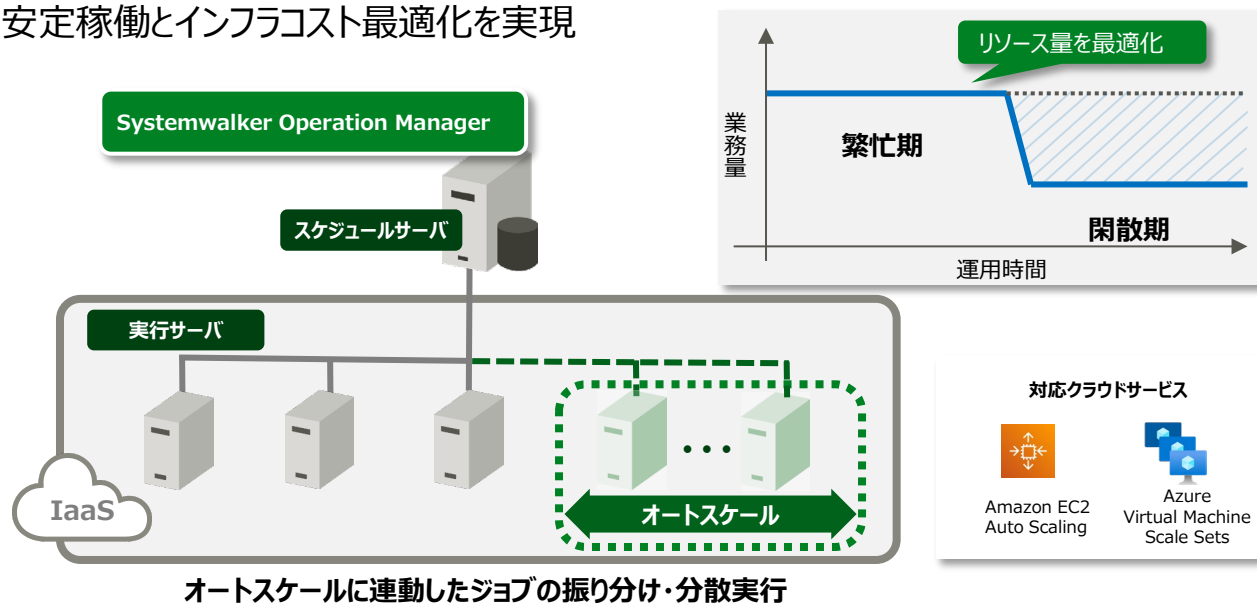 安定稼働とインフラコスト最適化を実現
リソース量を最適化
Systemwalker Operation Manager
業務量
繁忙期
スケジュールサーバ
閑散期
運用時間
実行サーバ
対応クラウドサービス
IaaS
オートスケール
Amazon EC2
Auto Scaling
Azure
Virtual Machine
Scale Sets
オートスケールに連動したジョブの振り分け・分散実行